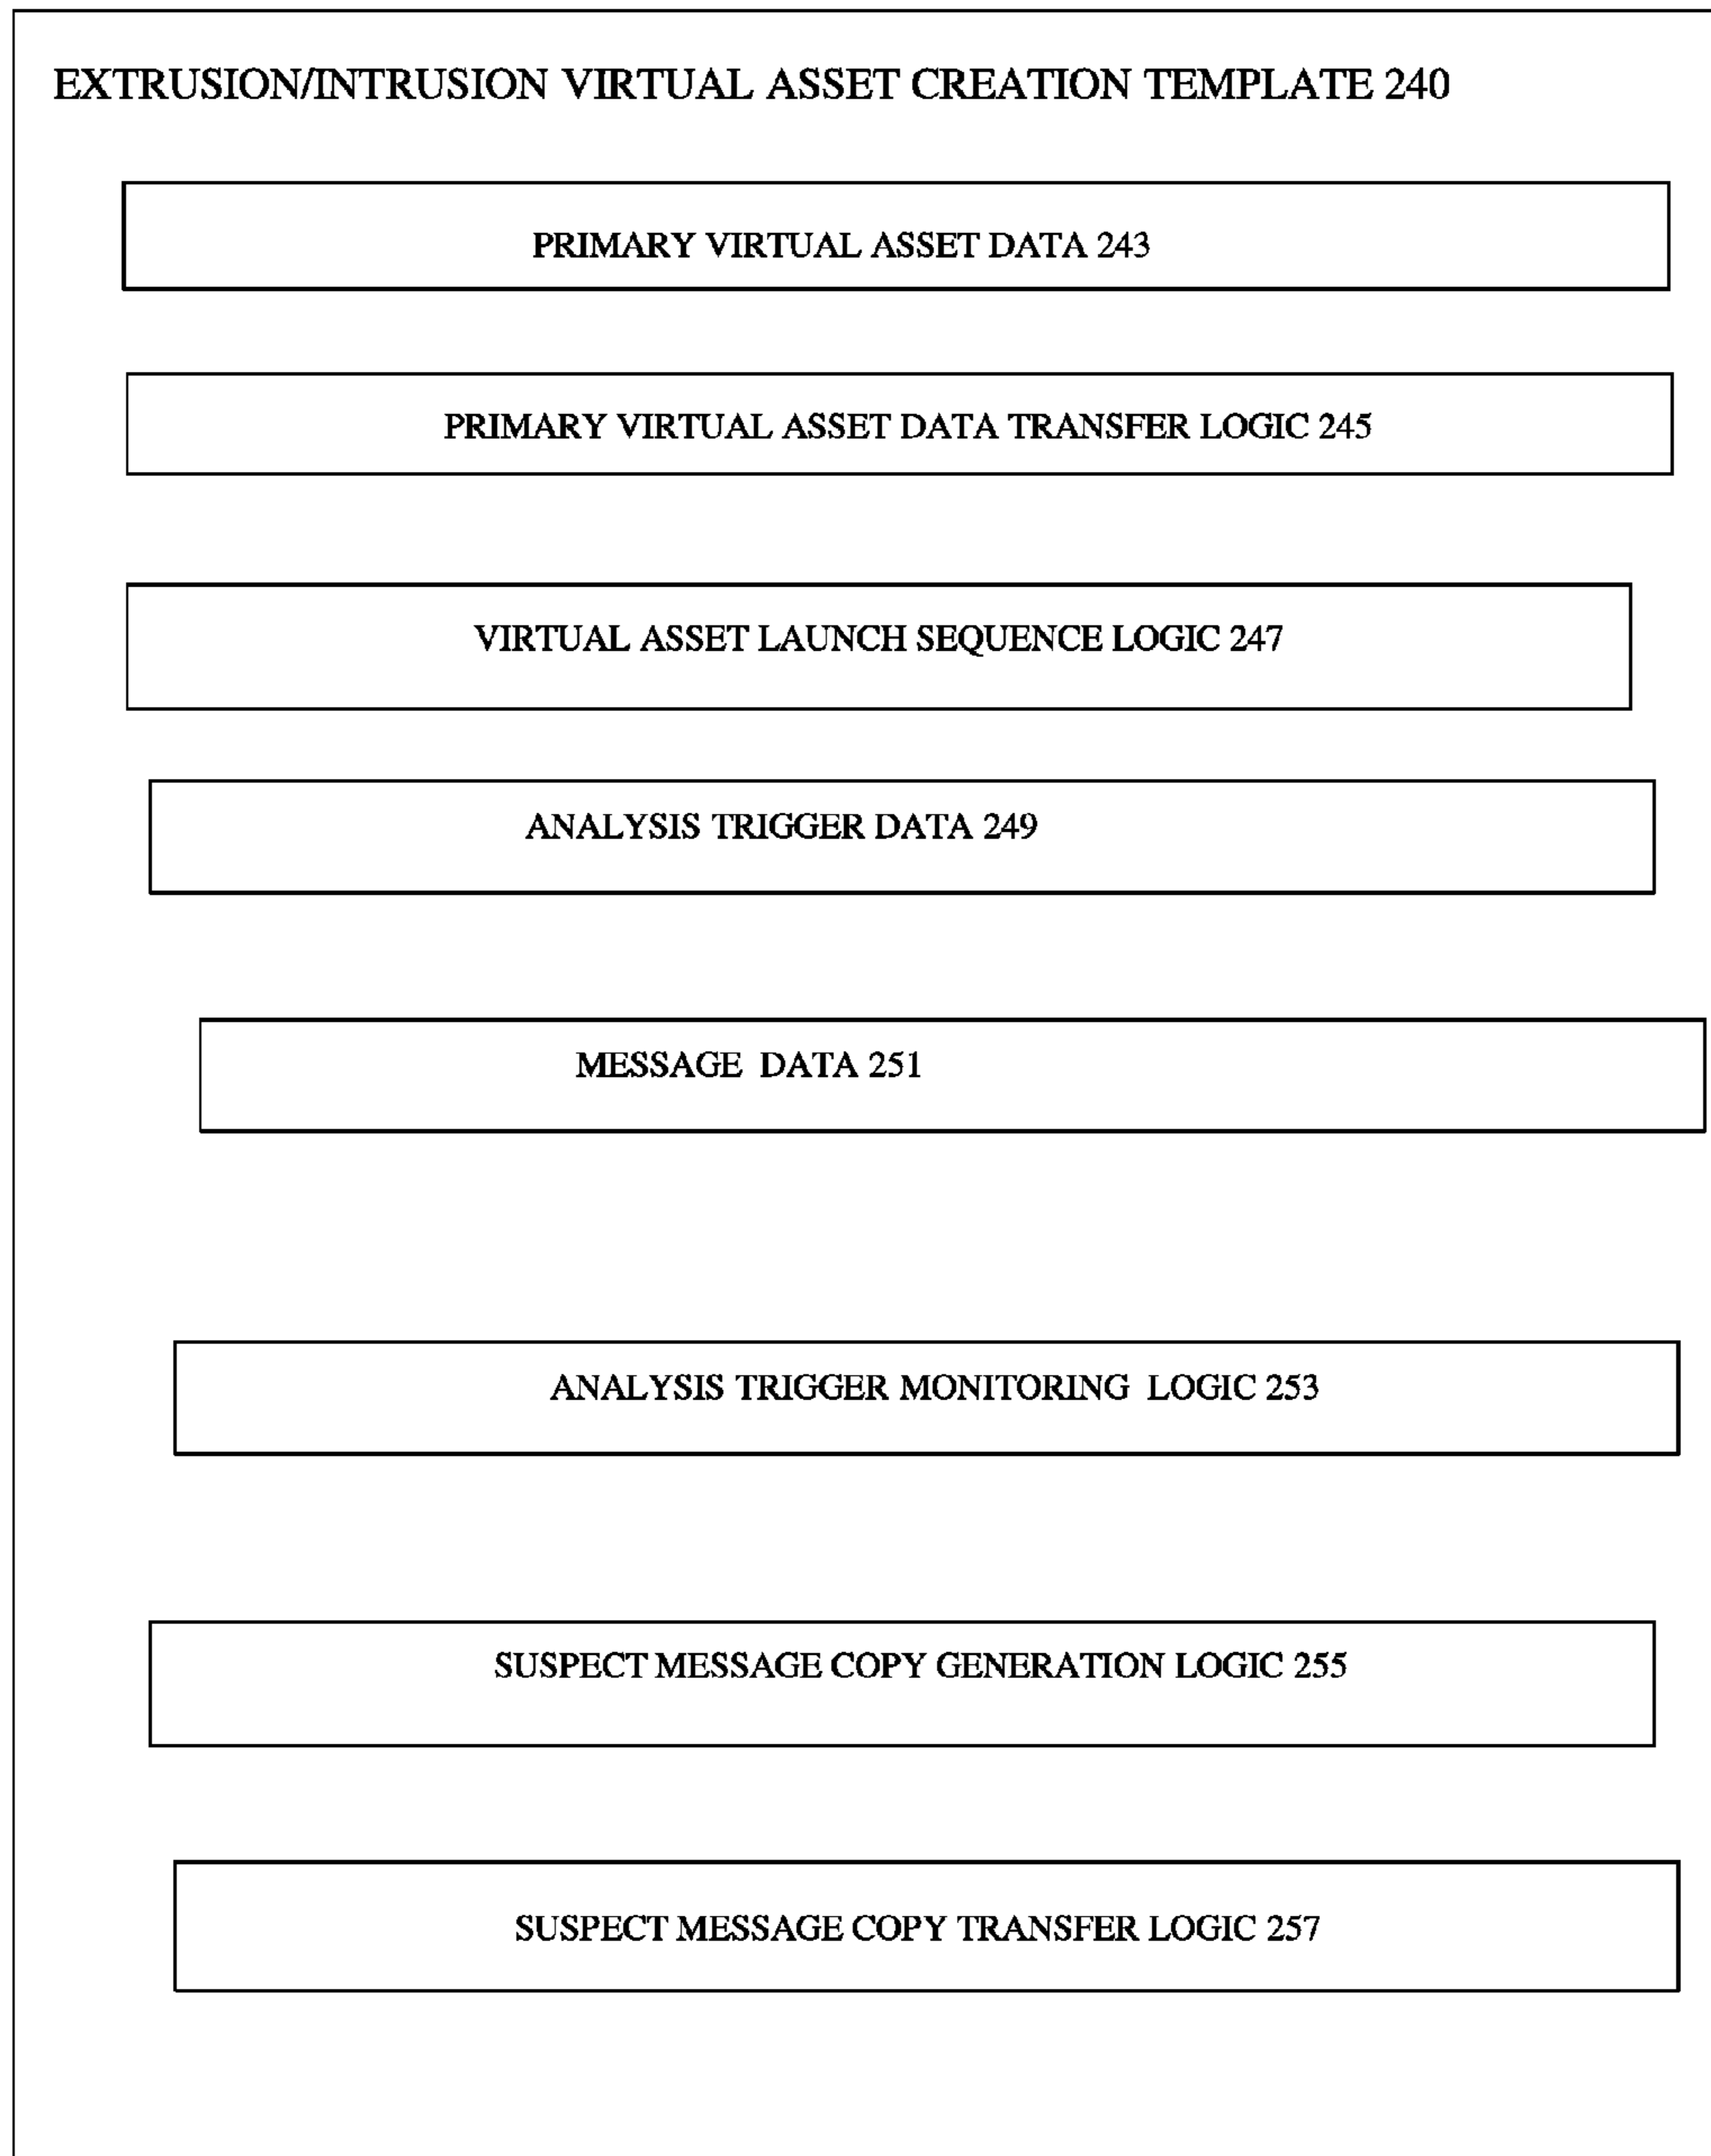 EXTRUSION/INTRUSION VIRTUAL ASSET CREATION TEMPLATE 240
PRIMARY VIRTUAL ASSET DATA 243
PRIMARY VIRTUAL ASSET DATA TRANSFER LOGIC 245
VIRTUAL ASSET LAUNCH SEQUENCE LOGIC 247
ANALYSIS TRIGGER DATA 249
MESSAGE DATA 251
ANALYSIS TRIGGER MONITORING LOGIC 253
SUSPECT MESSAGE COPY GENERATION LOGIC 255
SUSPECT MESSAGE COPY TRANSFER LOGIC 257